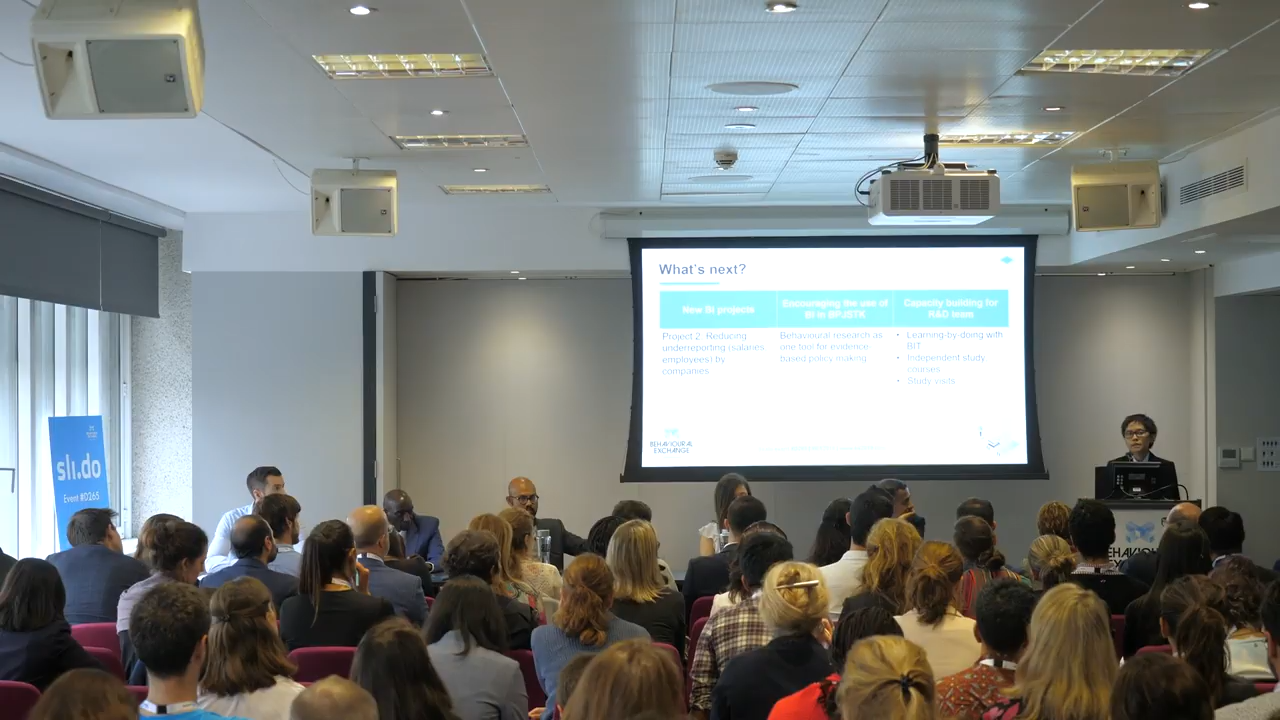 What's next?
New BI projects
Encouraging the use of
BI in BPJSTK
Capacity building for
R&D team
Project 2: Reducing
underreporting (salaries,
employees) by
companies
Behavioural research as
one tool for evidence-
based policy making
• Learning-by-doing with
BIT
• Independent study
courses
• Study visits
BEHAVIOURAL
EXCHANGE
sli.do
Event #D265